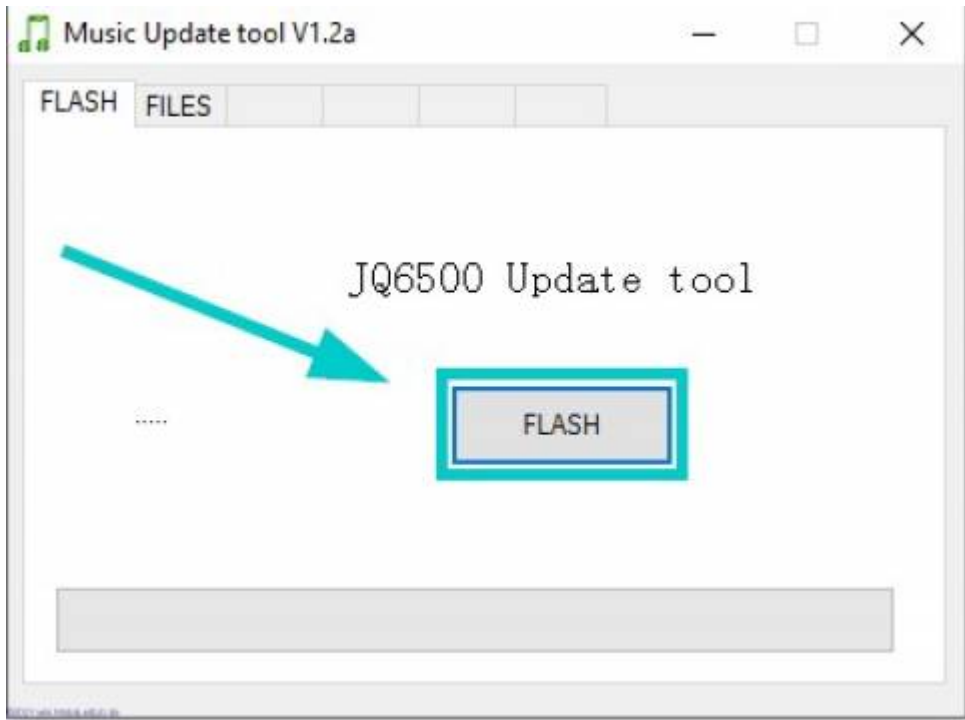 Music Update tool V1.2a
FLASH FILES
JQ6500 Update tool
.....
FLASH